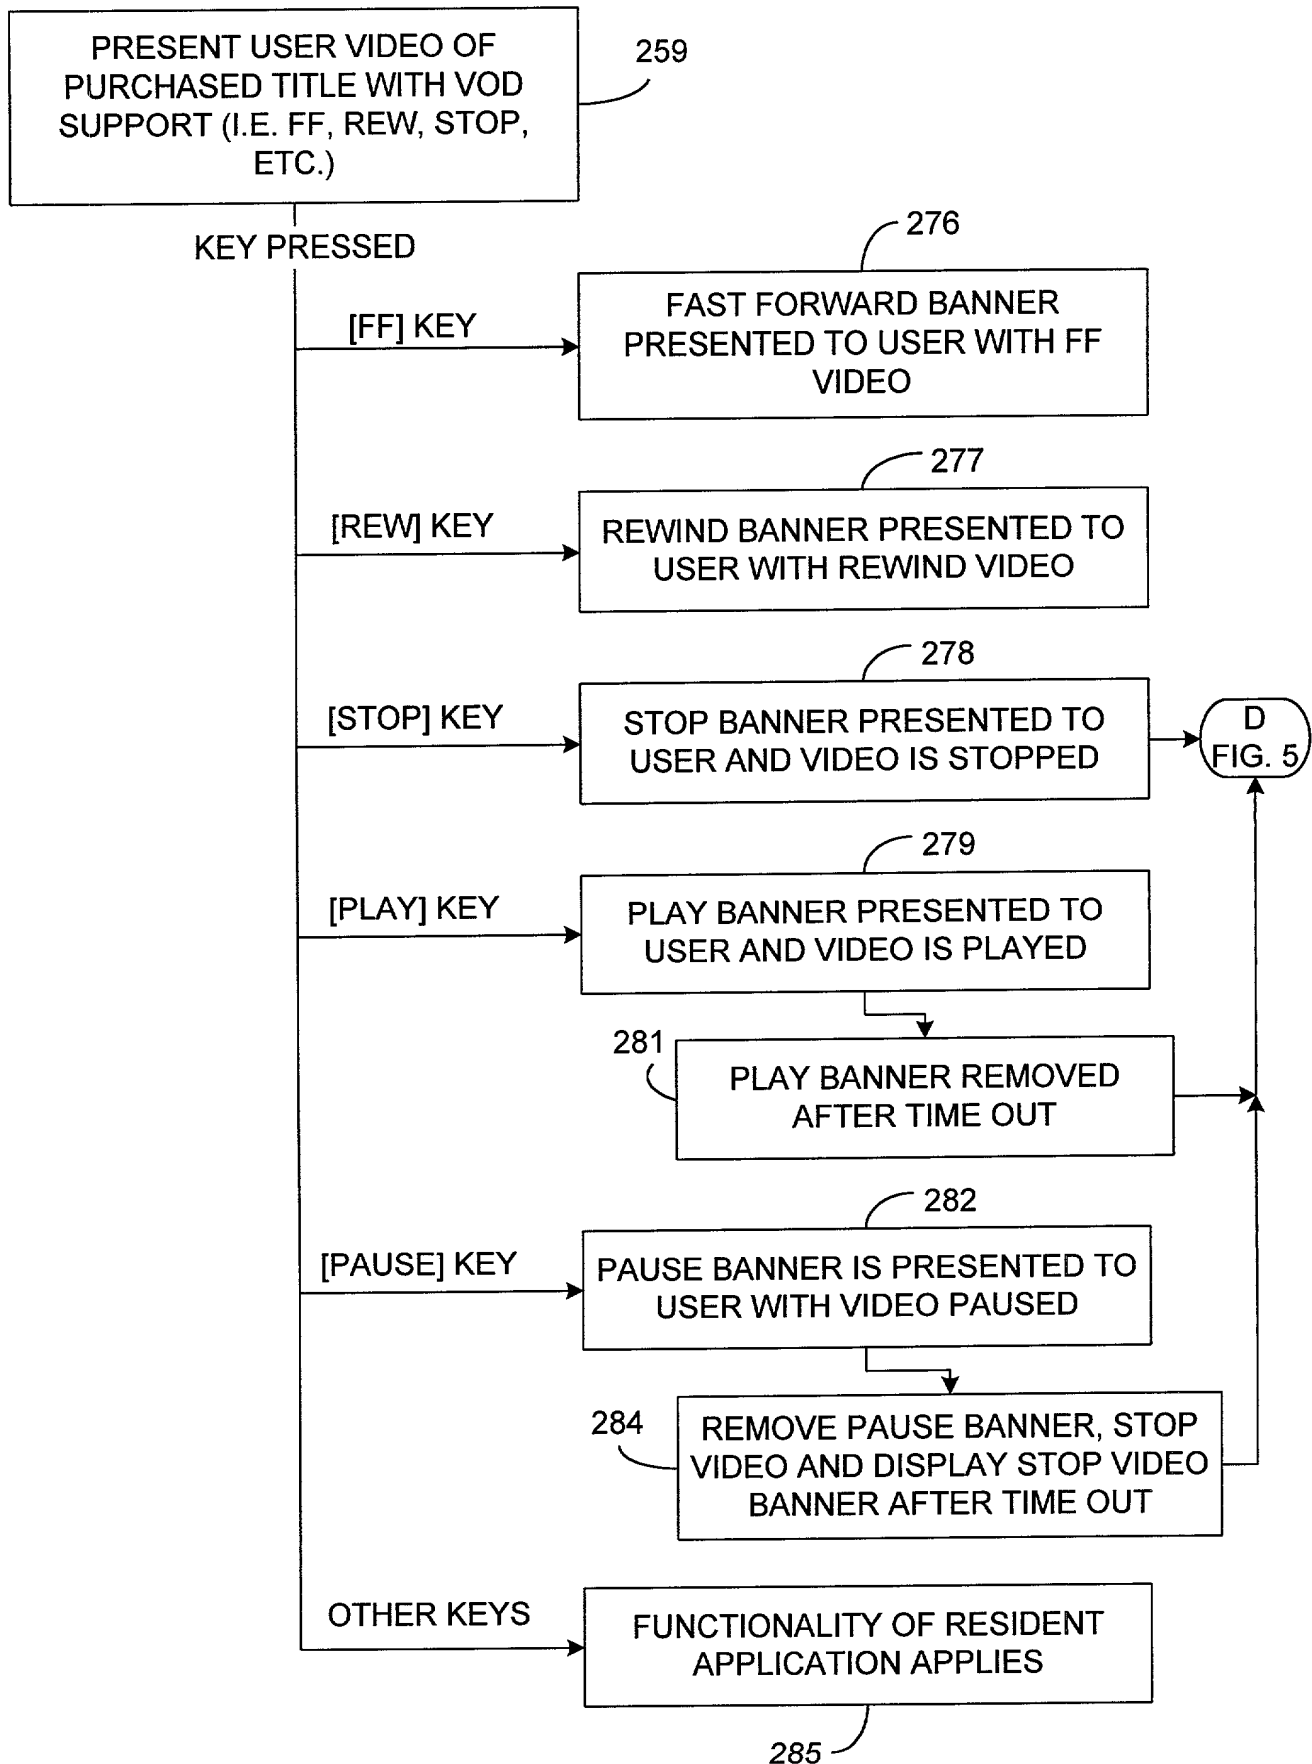 PRESENT USER VIDEO OF
PURCHASED TITLE WITH VOD
SUPPORT (I.E. FF, REW, STOP,
ETC.)
259
KEY PRESSED
276
[FF] KEY
FAST FORWARD BANNER
PRESENTED TO USER WITH FF
VIDEO
277
[REW] KEY
REWIND BANNER PRESENTED TO
USER WITH REWIND VIDEO
278
[STOP] KEY
STOP BANNER PRESENTED TO
USER AND VIDEO IS STOPPED
D
FIG. 5
279
[PLAY] KEY
PLAY BANNER PRESENTED TO
USER AND VIDEO IS PLAYED
281
PLAY BANNER REMOVED
AFTER TIME OUT
282
[PAUSE] KEY
PAUSE BANNER IS PRESENTED TO
USER WITH VIDEO PAUSED
284
REMOVE PAUSE BANNER, STOP
VIDEO AND DISPLAY STOP VIDEO
BANNER AFTER TIME OUT
OTHER KEYS
FUNCTIONALITY OF RESIDENT
APPLICATION APPLIES
285